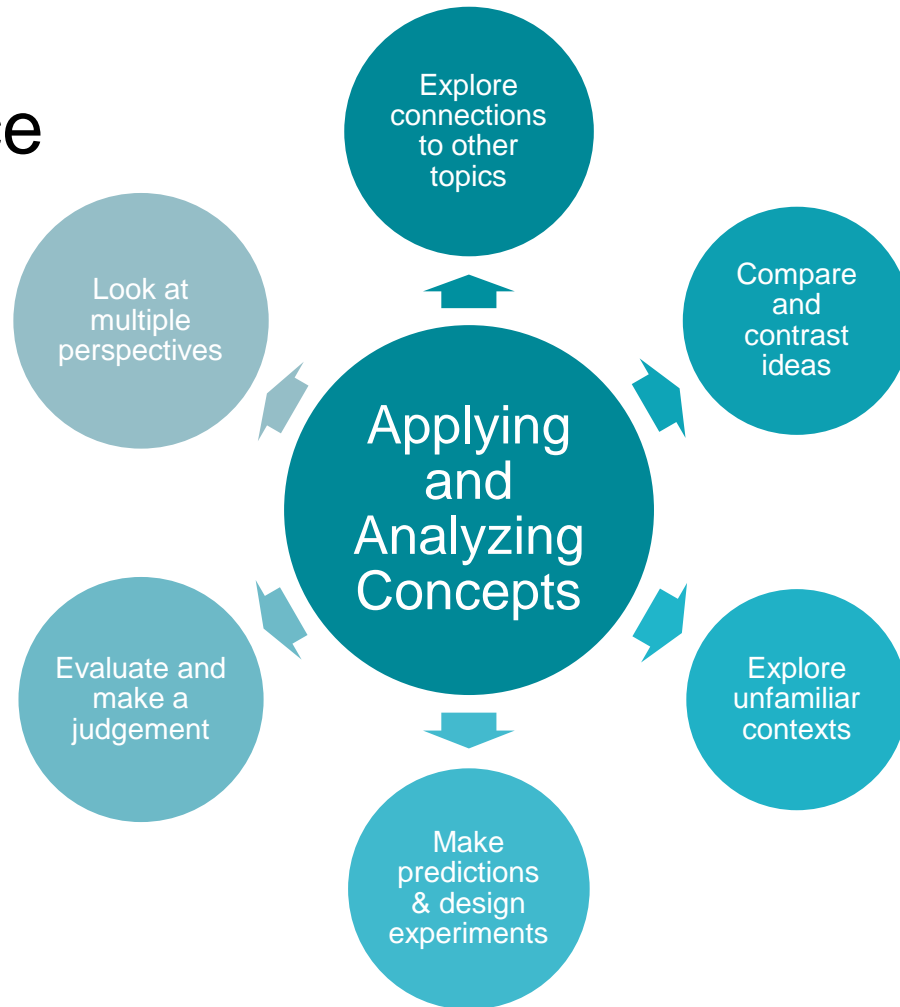 ce
Explore
connections
to other
topics
Compare
and
contrast
ideas
Explore
unfamiliar
contexts
Make
predictions
& design
experiments
Evaluate and
make a
judgement
Look at
multiple
perspectives
Applying
and
Analyzing
Concepts